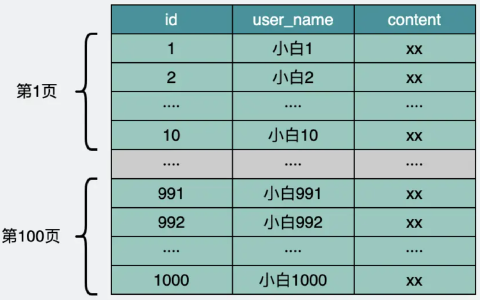 id user_name content
1 小白1 xx
2 小白2 xx
第1页
.... .... ....
10 小白10 xx
.... .... ....
991 小白991 xx
992 小白992 xx
第100页
.... .... ....
1000 小白1000 xx